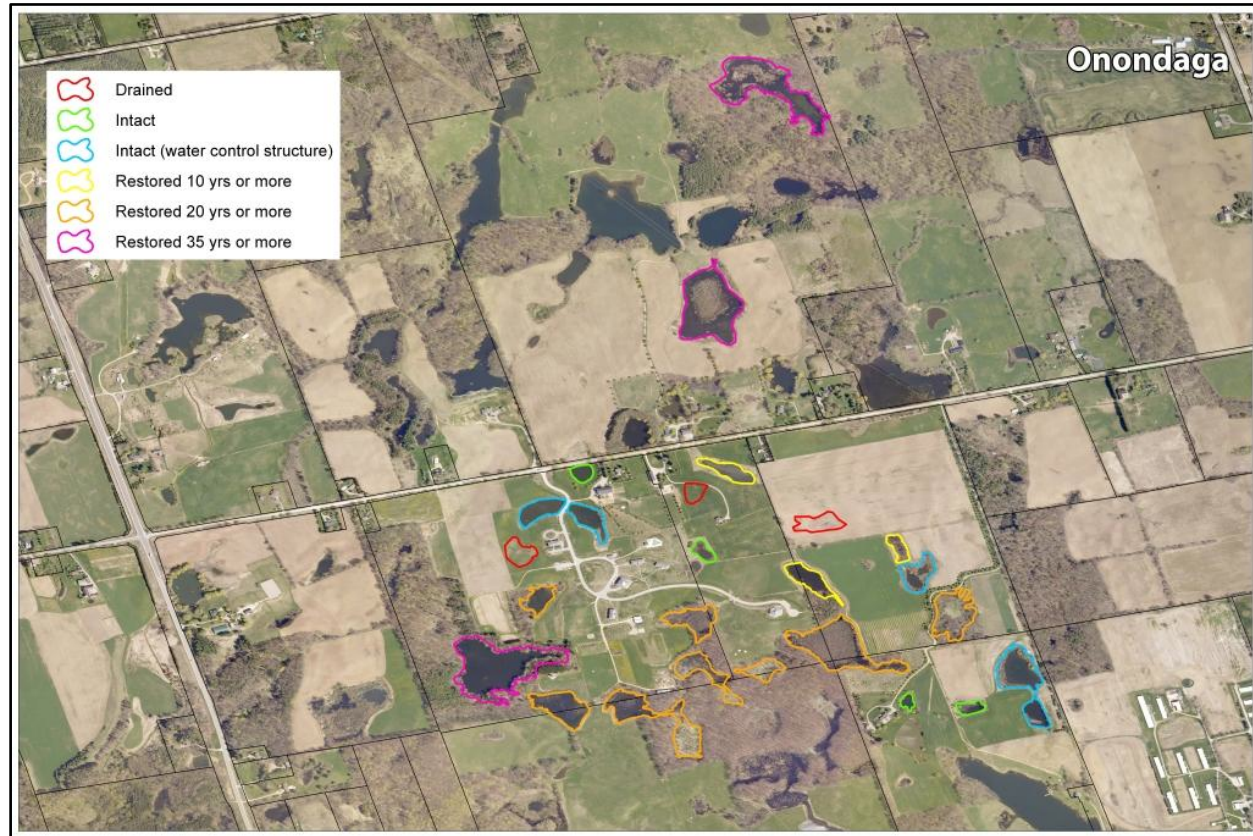 Onondaga
Drained
Intact
Intact (water control structure)
Restored 10 yrs or more
Restored 20 yrs or more
Restored 35 yrs or more